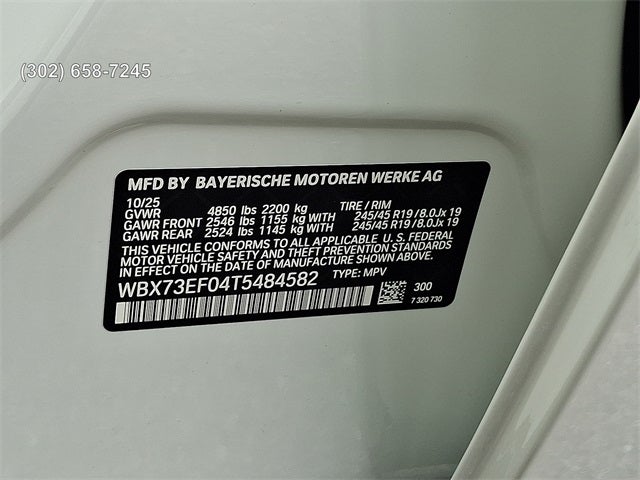 (302) 658-7245
MFD BY BAYERISCHE MOTOREN WERKE AG
10/25 TIRE / RIM
GVWR 4850 lbs 2200 kg
GAWR FRONT 2546 lbs 1155 kg WITH 245/45 R19 / 8.0Jx 19
GAWR REAR 2524 lbs 1145 kg WITH 245/45 R19 / 8.0Jx 19
THIS VEHICLE CONFORMS TO ALL APPLICABLE U.S. FEDERAL
MOTOR VEHICLE SAFETY AND THEFT PREVENTION STANDARDS
IN EFFECT ON THE DATE OF MANUFACTURE SHOWN ABOVE.
WBX73EF04T5484582 TYPE: MPV
300
7 320 730